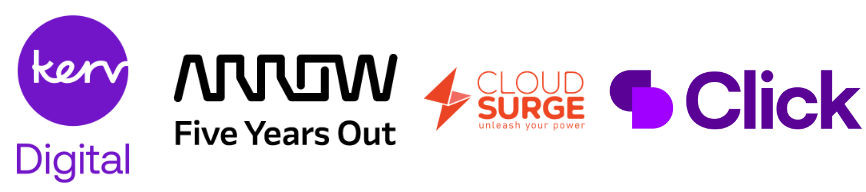 kerv
Digital
ARROW
Five Years Out
CLOUD
SURGE
unleash your power
Click